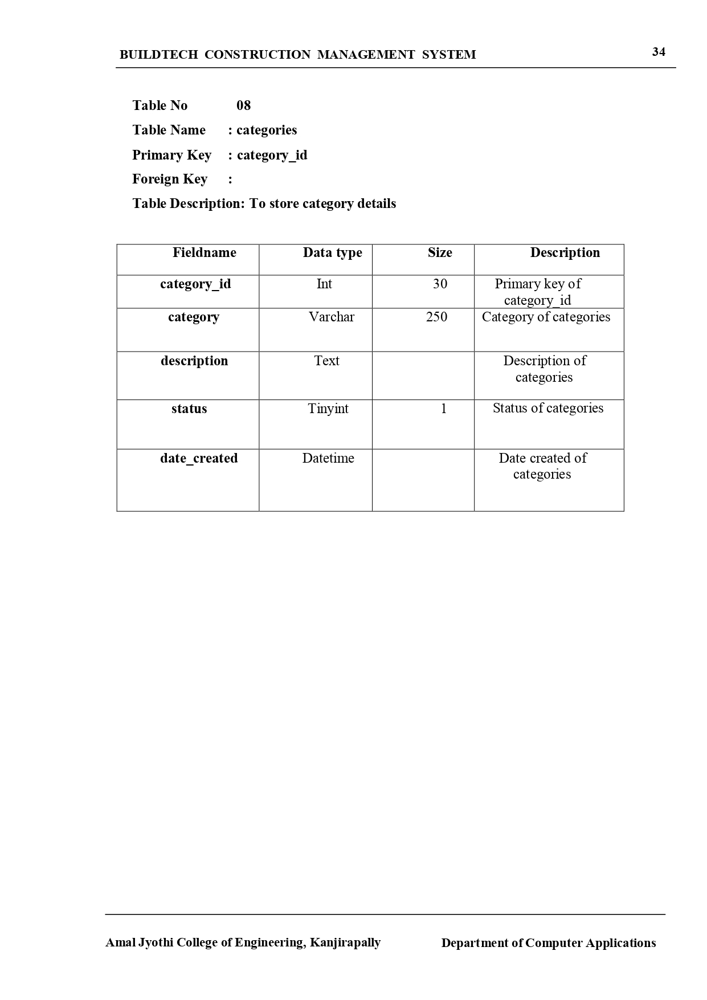 BUILDTECH CONSTRUCTION MANAGEMENT SYSTEM 34
Table No 08
Table Name : categories
Primary Key : category_id
Foreign Key :
Table Description: To store category details
Fieldname Data type Size Description
category_id Int 30 Primary key of
category_id
category Varchar 250 Category of categories
description Text Description of
categories
status Tinyint 1 Status of categories
date_created Datetime Date created of
categories
Amal Jyothi College of Engineering, Kanjirapally Department of Computer Applications